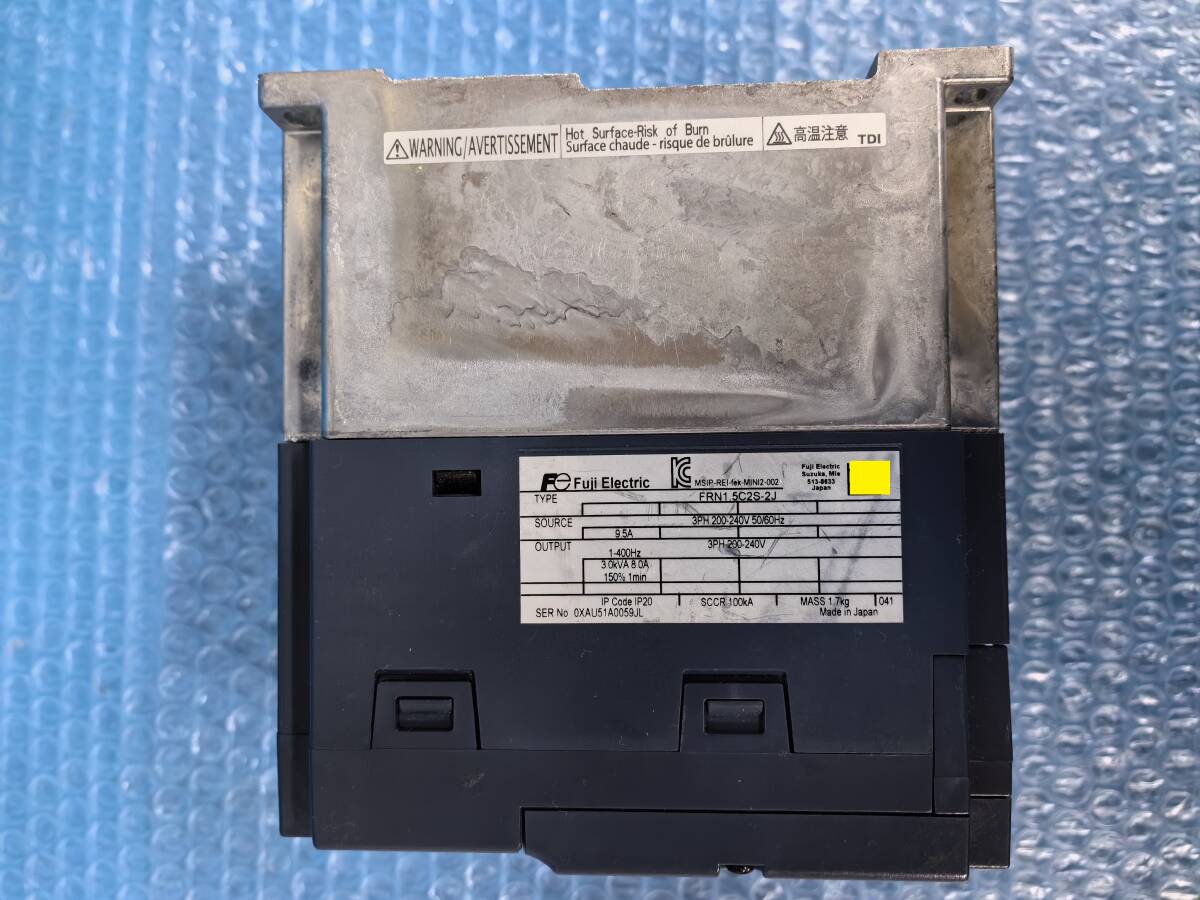 WARNING/AVERTISSEMENT
Hot Surface-Risk of Burn
Surface chaude - risque de brûlure
高温注意
TDI
Fe Fuji Electric
KC
MSIP-REI-fek-MINI2-002
Fuji Electric
Suzuka, Mie
513-8633
Japan
TYPE FRN1.5C2S-2J
SOURCE 3PH 200-240V 50/60Hz
9.5A
OUTPUT 3PH 200-240V
1-400Hz
3.0kVA 8.0A
150% 1min
IP Code IP20 SCCR 100kA MASS 1.7kg 041
SER No 0XAU51A0059JL Made in Japan